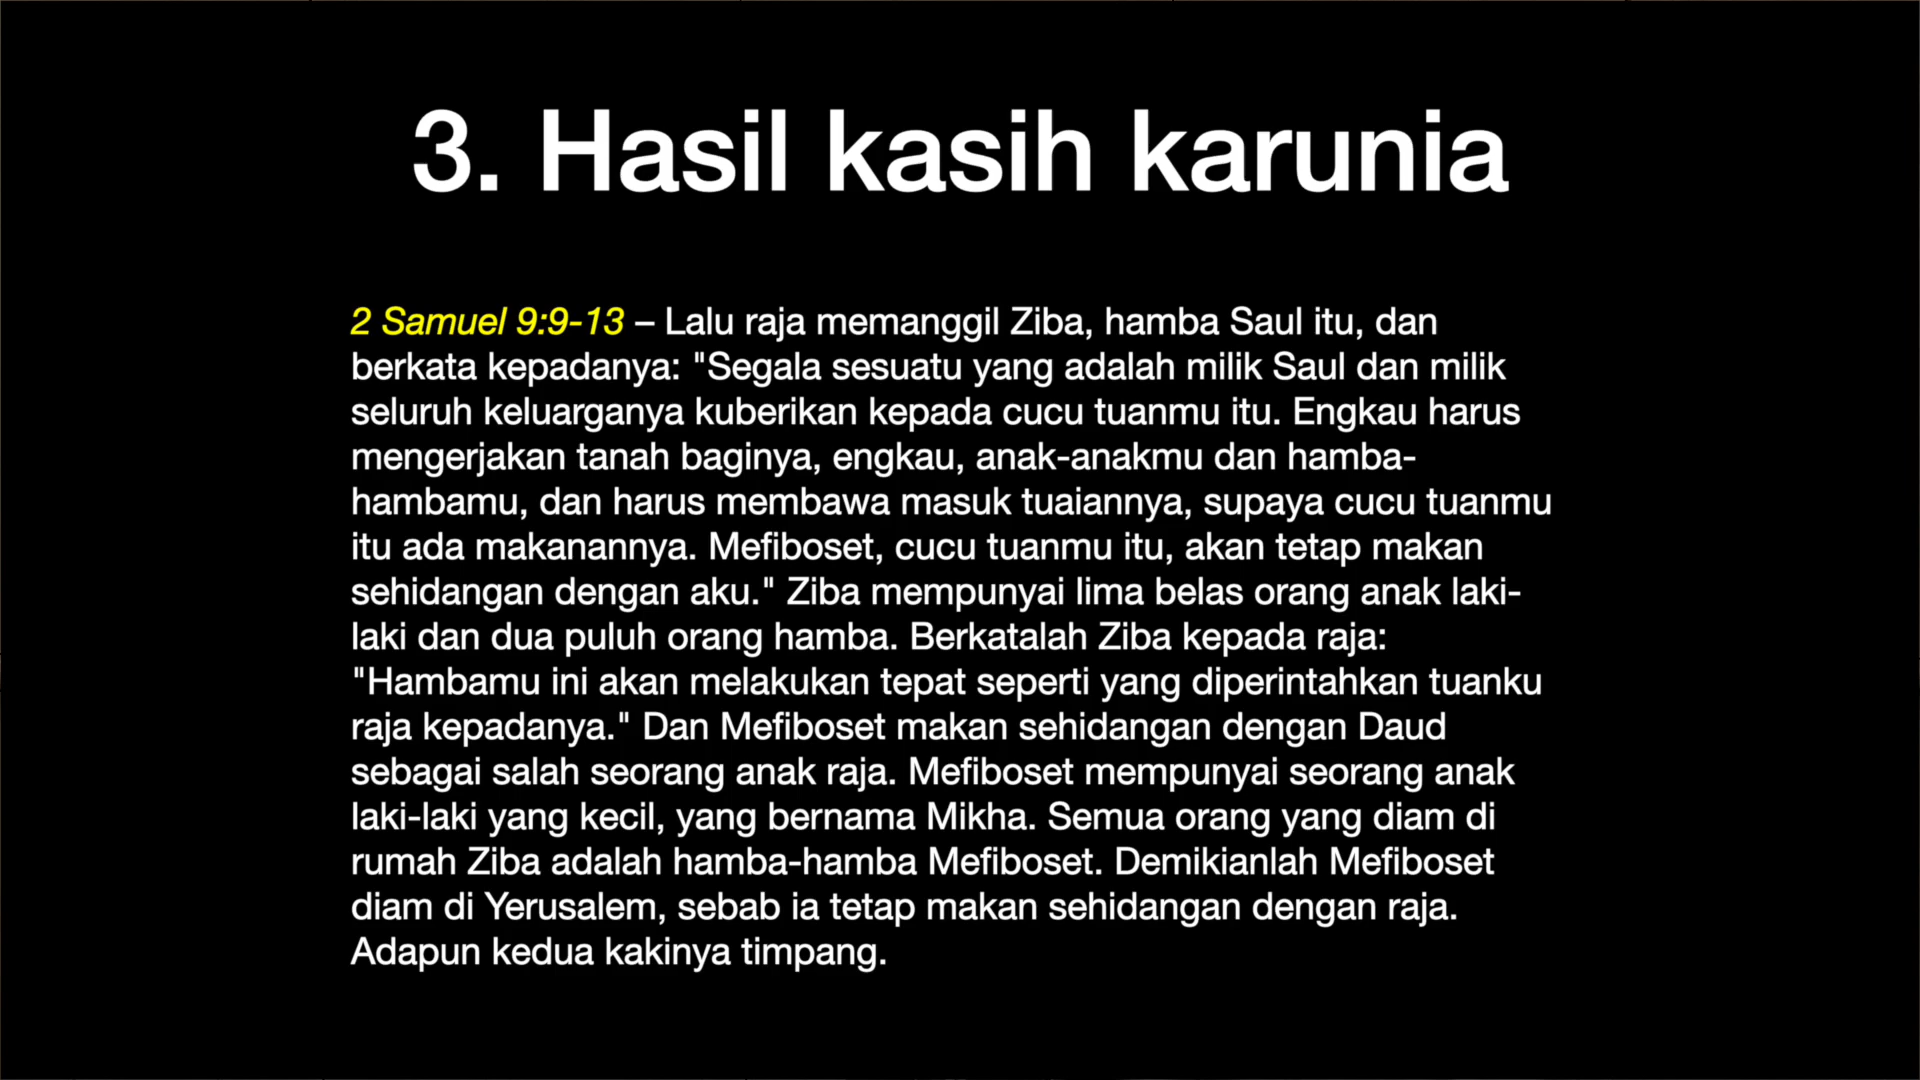 3. Hasil kasih karunia
2 Samuel 9:9-13 – Lalu raja memanggil Ziba, hamba Saul itu, dan
berkata kepadanya: "Segala sesuatu yang adalah milik Saul dan milik
seluruh keluarganya kuberikan kepada cucu tuanmu itu. Engkau harus
mengerjakan tanah baginya, engkau, anak-anakmu dan hamba-
hambamu, dan harus membawa masuk tuaiannya, supaya cucu tuanmu
itu ada makanannya. Mefiboset, cucu tuanmu itu, akan tetap makan
sehidangan dengan aku." Ziba mempunyai lima belas orang anak laki-
laki dan dua puluh orang hamba. Berkatalah Ziba kepada raja:
"Hambamu ini akan melakukan tepat seperti yang diperintahkan tuanku
raja kepadanya." Dan Mefiboset makan sehidangan dengan Daud
sebagai salah seorang anak raja. Mefiboset mempunyai seorang anak
laki-laki yang kecil, yang bernama Mikha. Semua orang yang diam di
rumah Ziba adalah hamba-hamba Mefiboset. Demikianlah Mefiboset
diam di Yerusalem, sebab ia tetap makan sehidangan dengan raja.
Adapun kedua kakinya timpang.